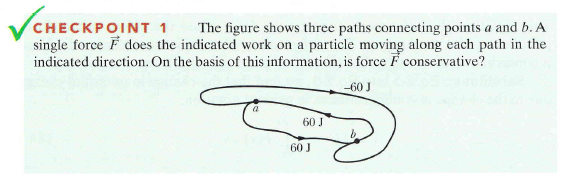 CHECKPOINT 1 The figure shows three paths connecting points a and b. A
single force F does the indicated work on a particle moving along each path in the
indicated direction. On the basis of this information, is force F conservative?
-60 J
a
60 J
b
60 J